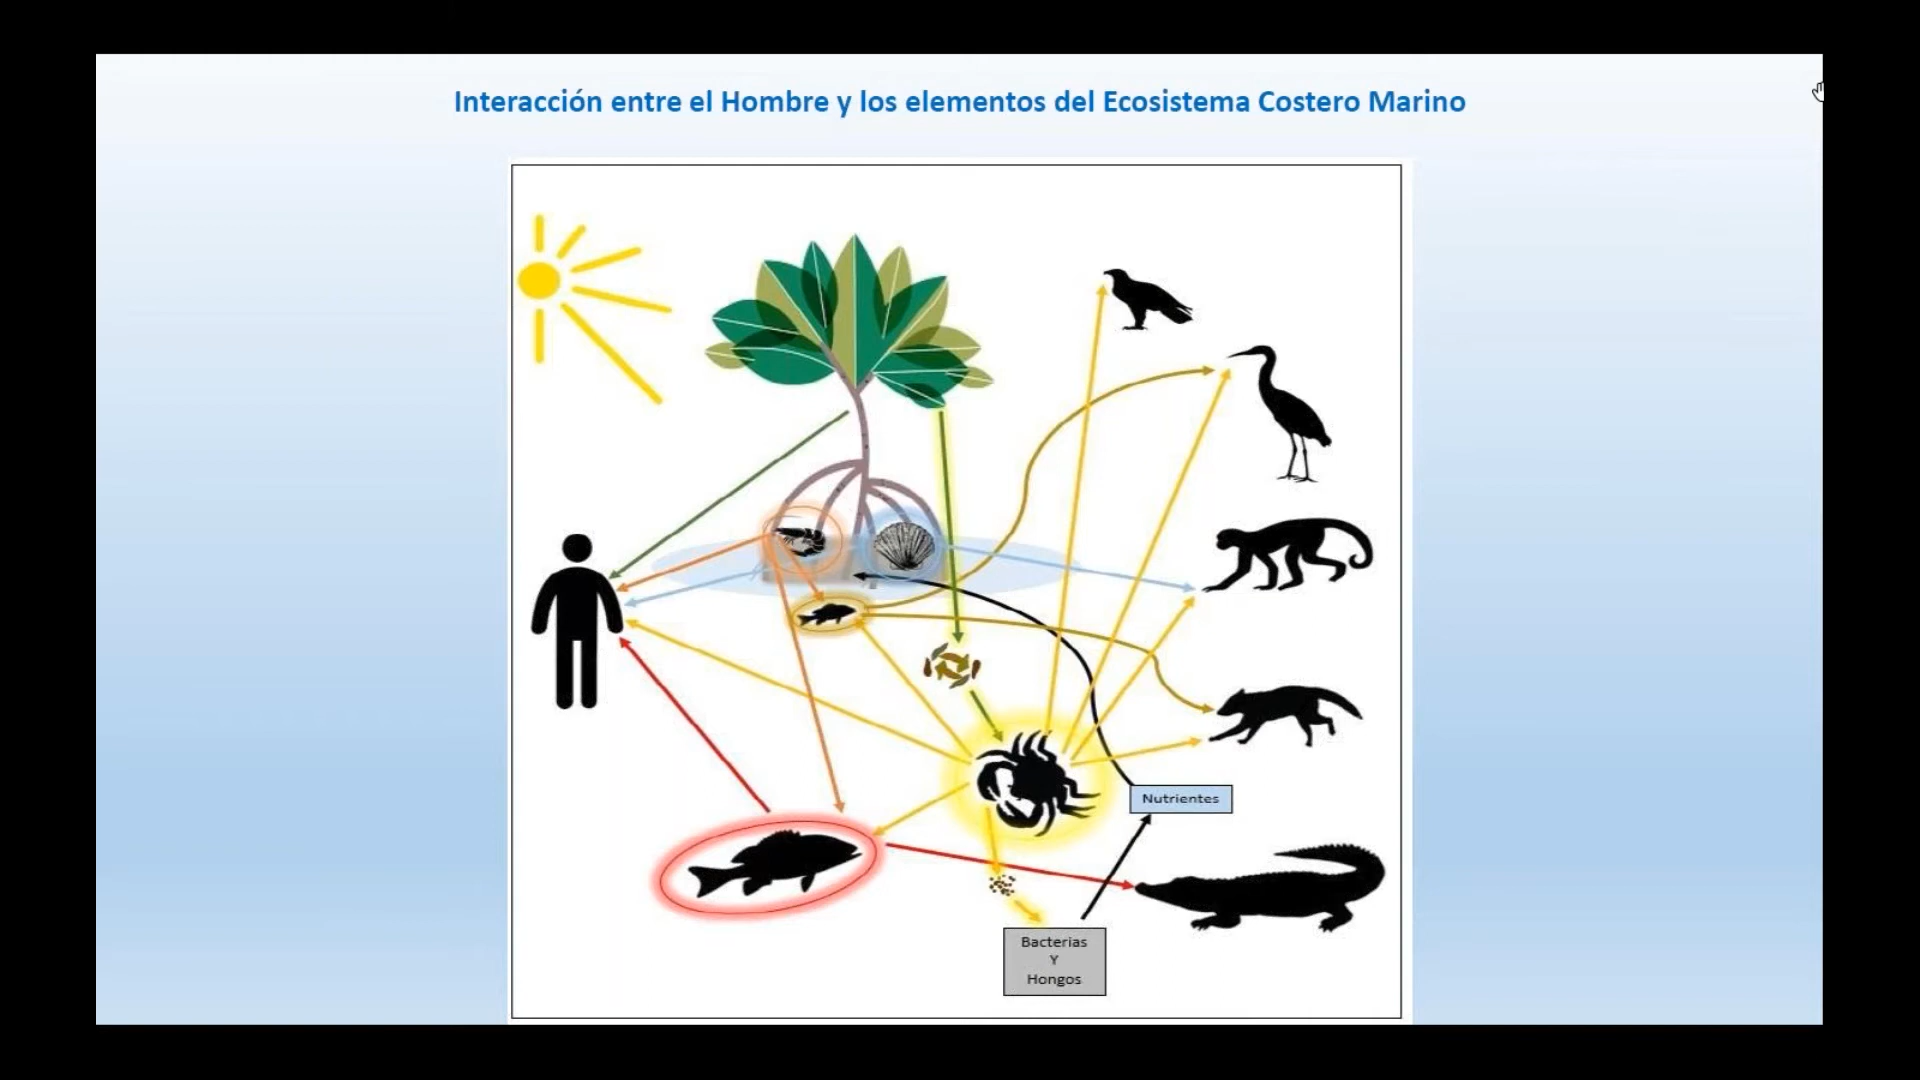 Interacción entre el Hombre y los elementos del Ecosistema Costero Marino
Nutrientes
Bacterias
Y
Hongos